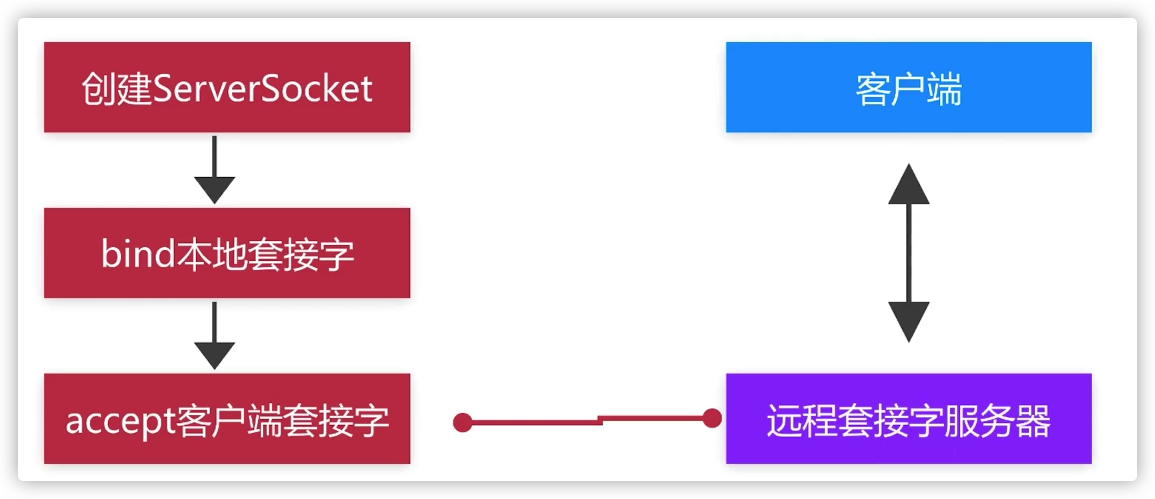 创建ServerSocket
客户端
bind本地套接字
accept客户端套接字
远程套接字服务器